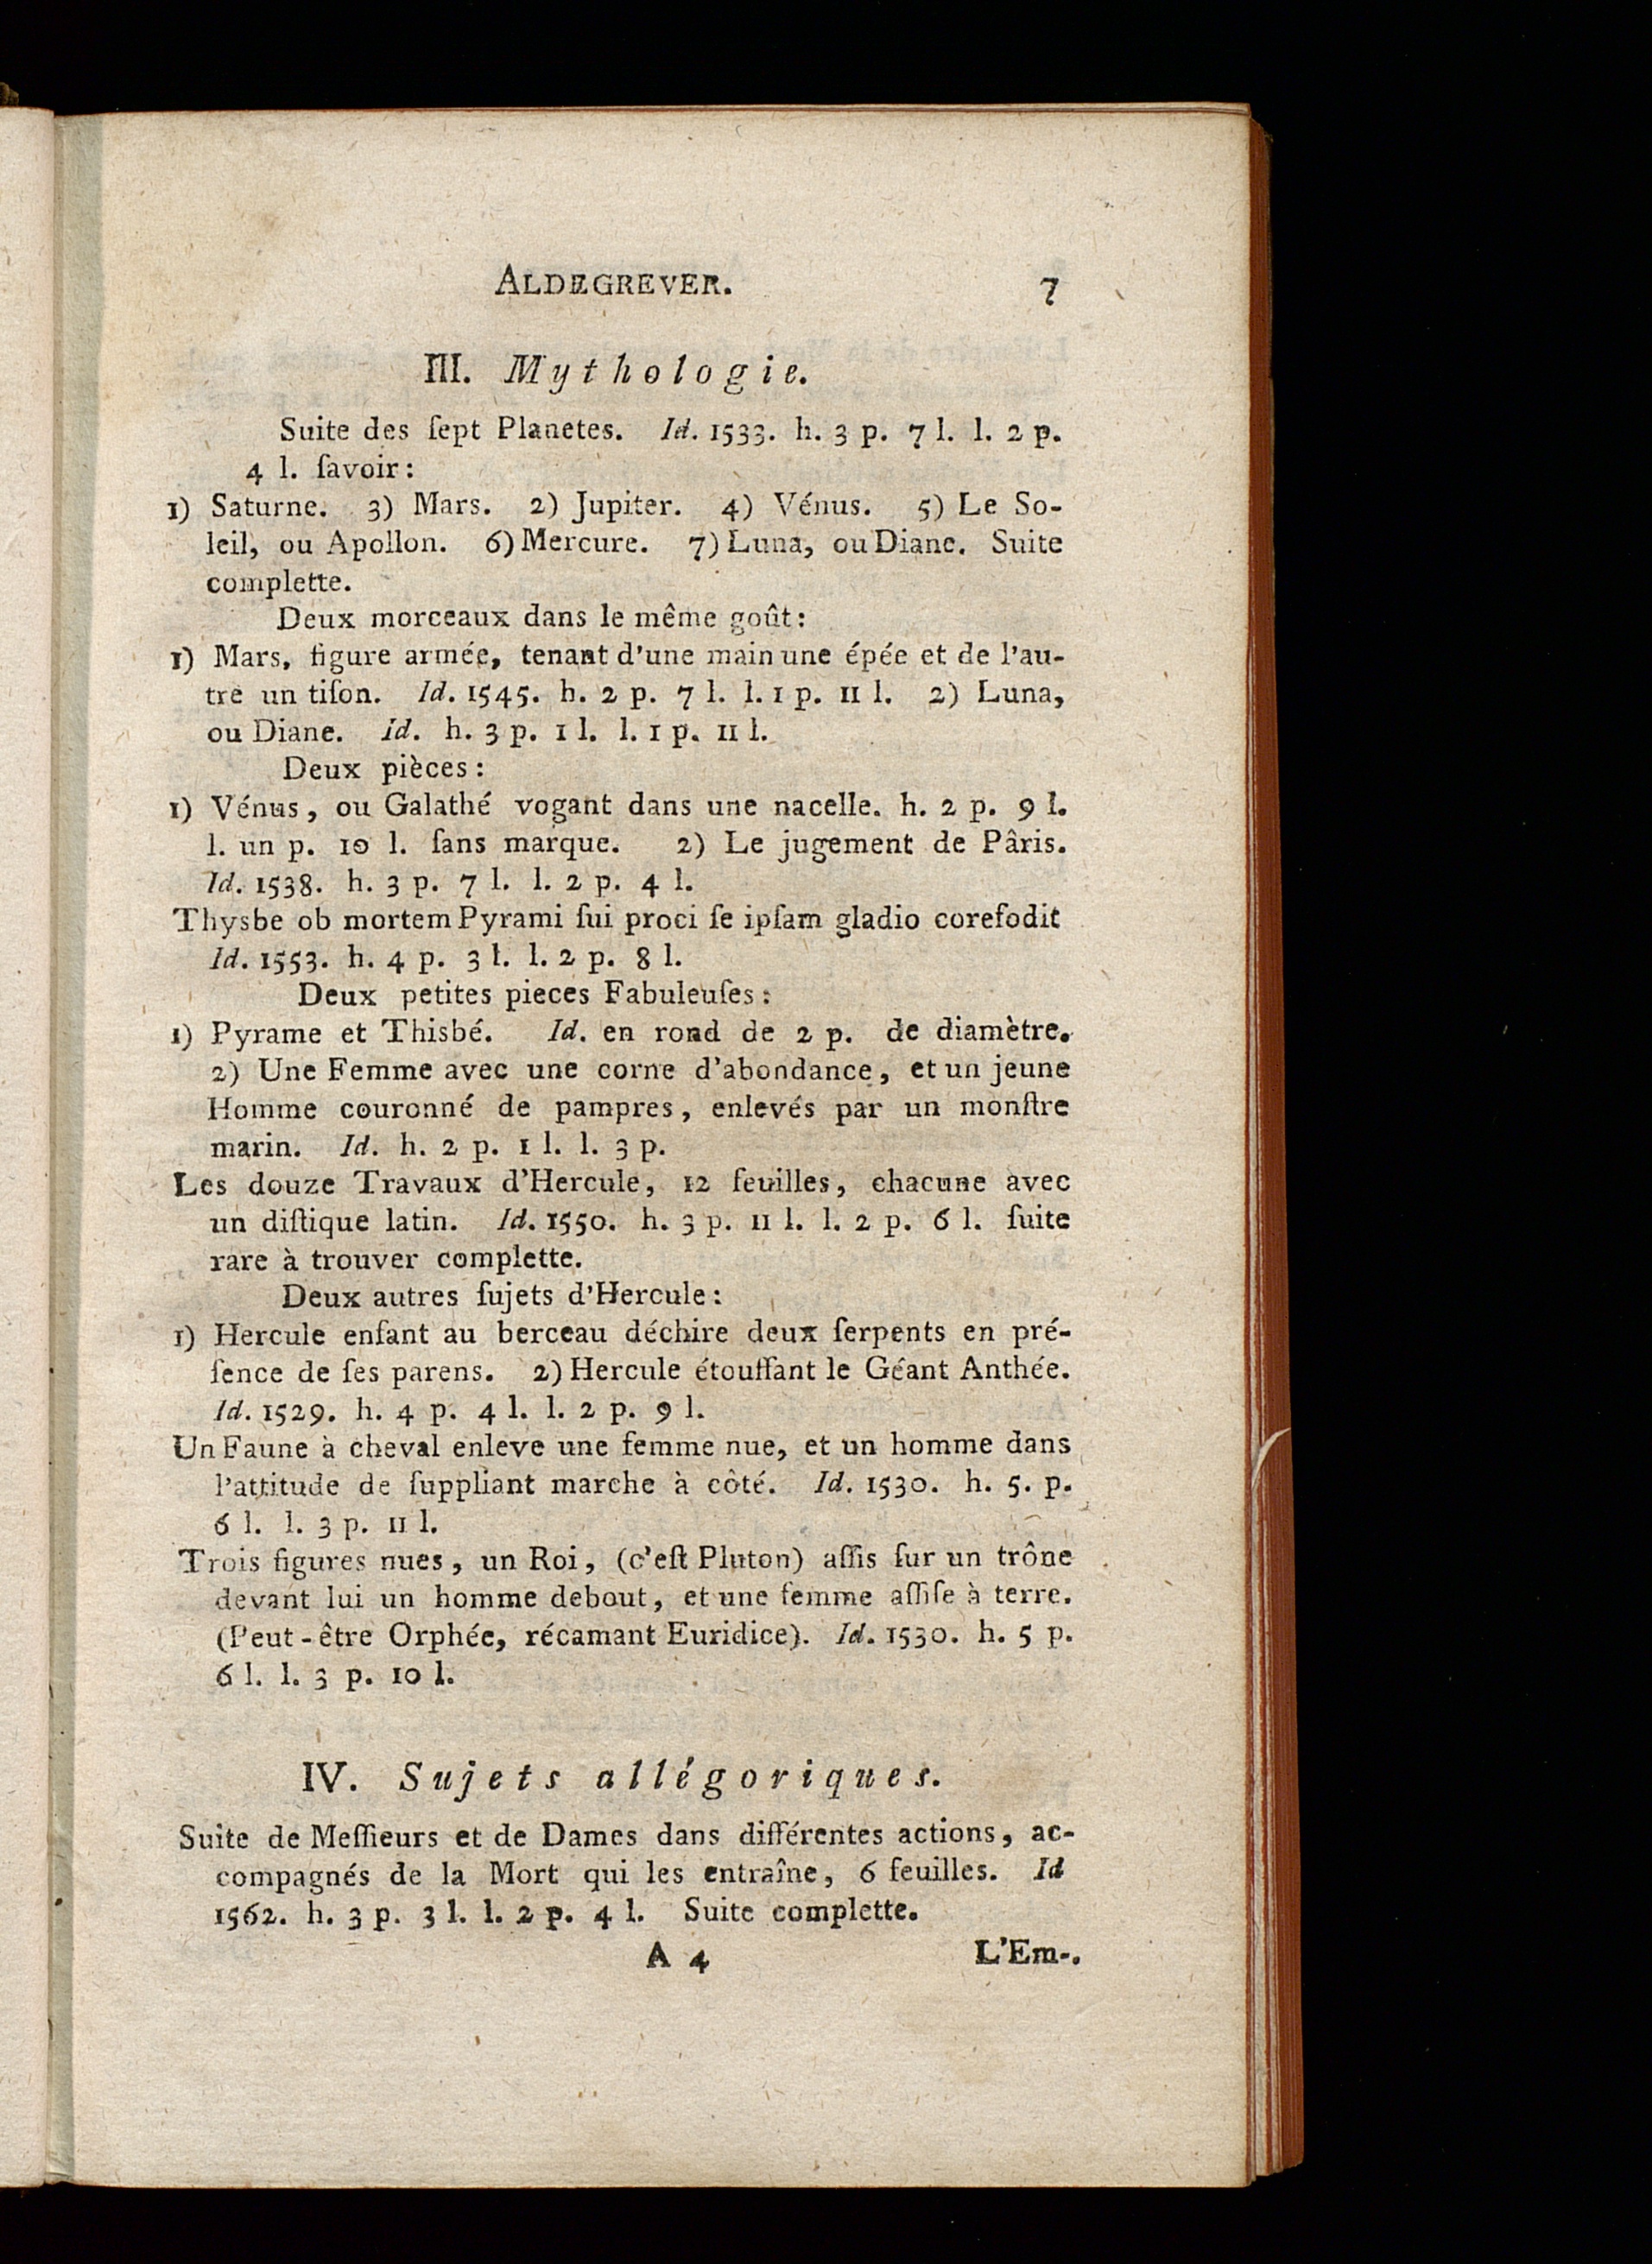 ALDEGREVER. 7
III. Mythologie.
Suite des ſept Planetes. Id. 1533. h. 3 p. 7 l. l. 2 p.
4 l. ſavoir:
1) Saturne. 3) Mars. 2) Jupiter. 4) Vénus. 5) Le So-
leil, ou Apollon. 6) Mercure. 7) Luna, ou Diane. Suite
complette.
Deux morceaux dans le même goût:
1) Mars, figure armée, tenant d'une main une épée et de l'au-
tre un tiſon. Id. 1545. h. 2 p. 7 l. l. 1 p. 11 l. 2) Luna,
ou Diane. id. h. 3 p. 1 l. l. 1 p. 11 l.
Deux pièces:
1) Vénus, ou Galathé vogant dans une nacelle. h. 2 p. 9 l.
l. un p. 10 l. ſans marque. 2) Le jugement de Pâris.
Id. 1538. h. 3 p. 7 l. l. 2 p. 4 l.
Thysbe ob mortem Pyrami ſui proci ſe ipſam gladio corefodit
Id. 1553. h. 4 p. 3 l. l. 2 p. 8 l.
Deux petites pieces Fabuleuſes:
1) Pyrame et Thisbé. Id. en rond de 2 p. de diamètre.
2) Une Femme avec une corne d'abondance, et un jeune
Homme couronné de pampres, enlevés par un monſtre
marin. Id. h. 2 p. 1 l. l. 3 p.
Les douze Travaux d'Hercule, 12 feuilles, chacune avec
un diſtique latin. Id. 1550. h. 3 p. 11 l. l. 2 p. 6 l. ſuite
rare à trouver complette.
Deux autres ſujets d'Hercule:
1) Hercule enfant au berceau déchire deux ſerpents en pré-
ſence de ſes parens. 2) Hercule étouffant le Géant Anthée.
Id. 1529. h. 4 p. 4 l. l. 2 p. 9 l.
Un Faune à cheval enleve une femme nue, et un homme dans
l'attitude de ſuppliant marche à côté. Id. 1530. h. 5. p.
6 l. l. 3 p. 11 l.
Trois figures nues, un Roi, (c'eſt Pluton) aſſis ſur un trône
devant lui un homme debout, et une femme aſſiſe à terre.
(Peut-être Orphée, récamant Euridice). Id. 1530. h. 5 p.
6 l. l. 3 p. 10 l.
IV. Sujets allégoriques.
Suite de Meſſieurs et de Dames dans différentes actions, ac-
compagnés de la Mort qui les entraîne, 6 feuilles. Id
1562. h. 3 p. 3 l. l. 2 p. 4 l. Suite complette.
A 4 L'Em-.